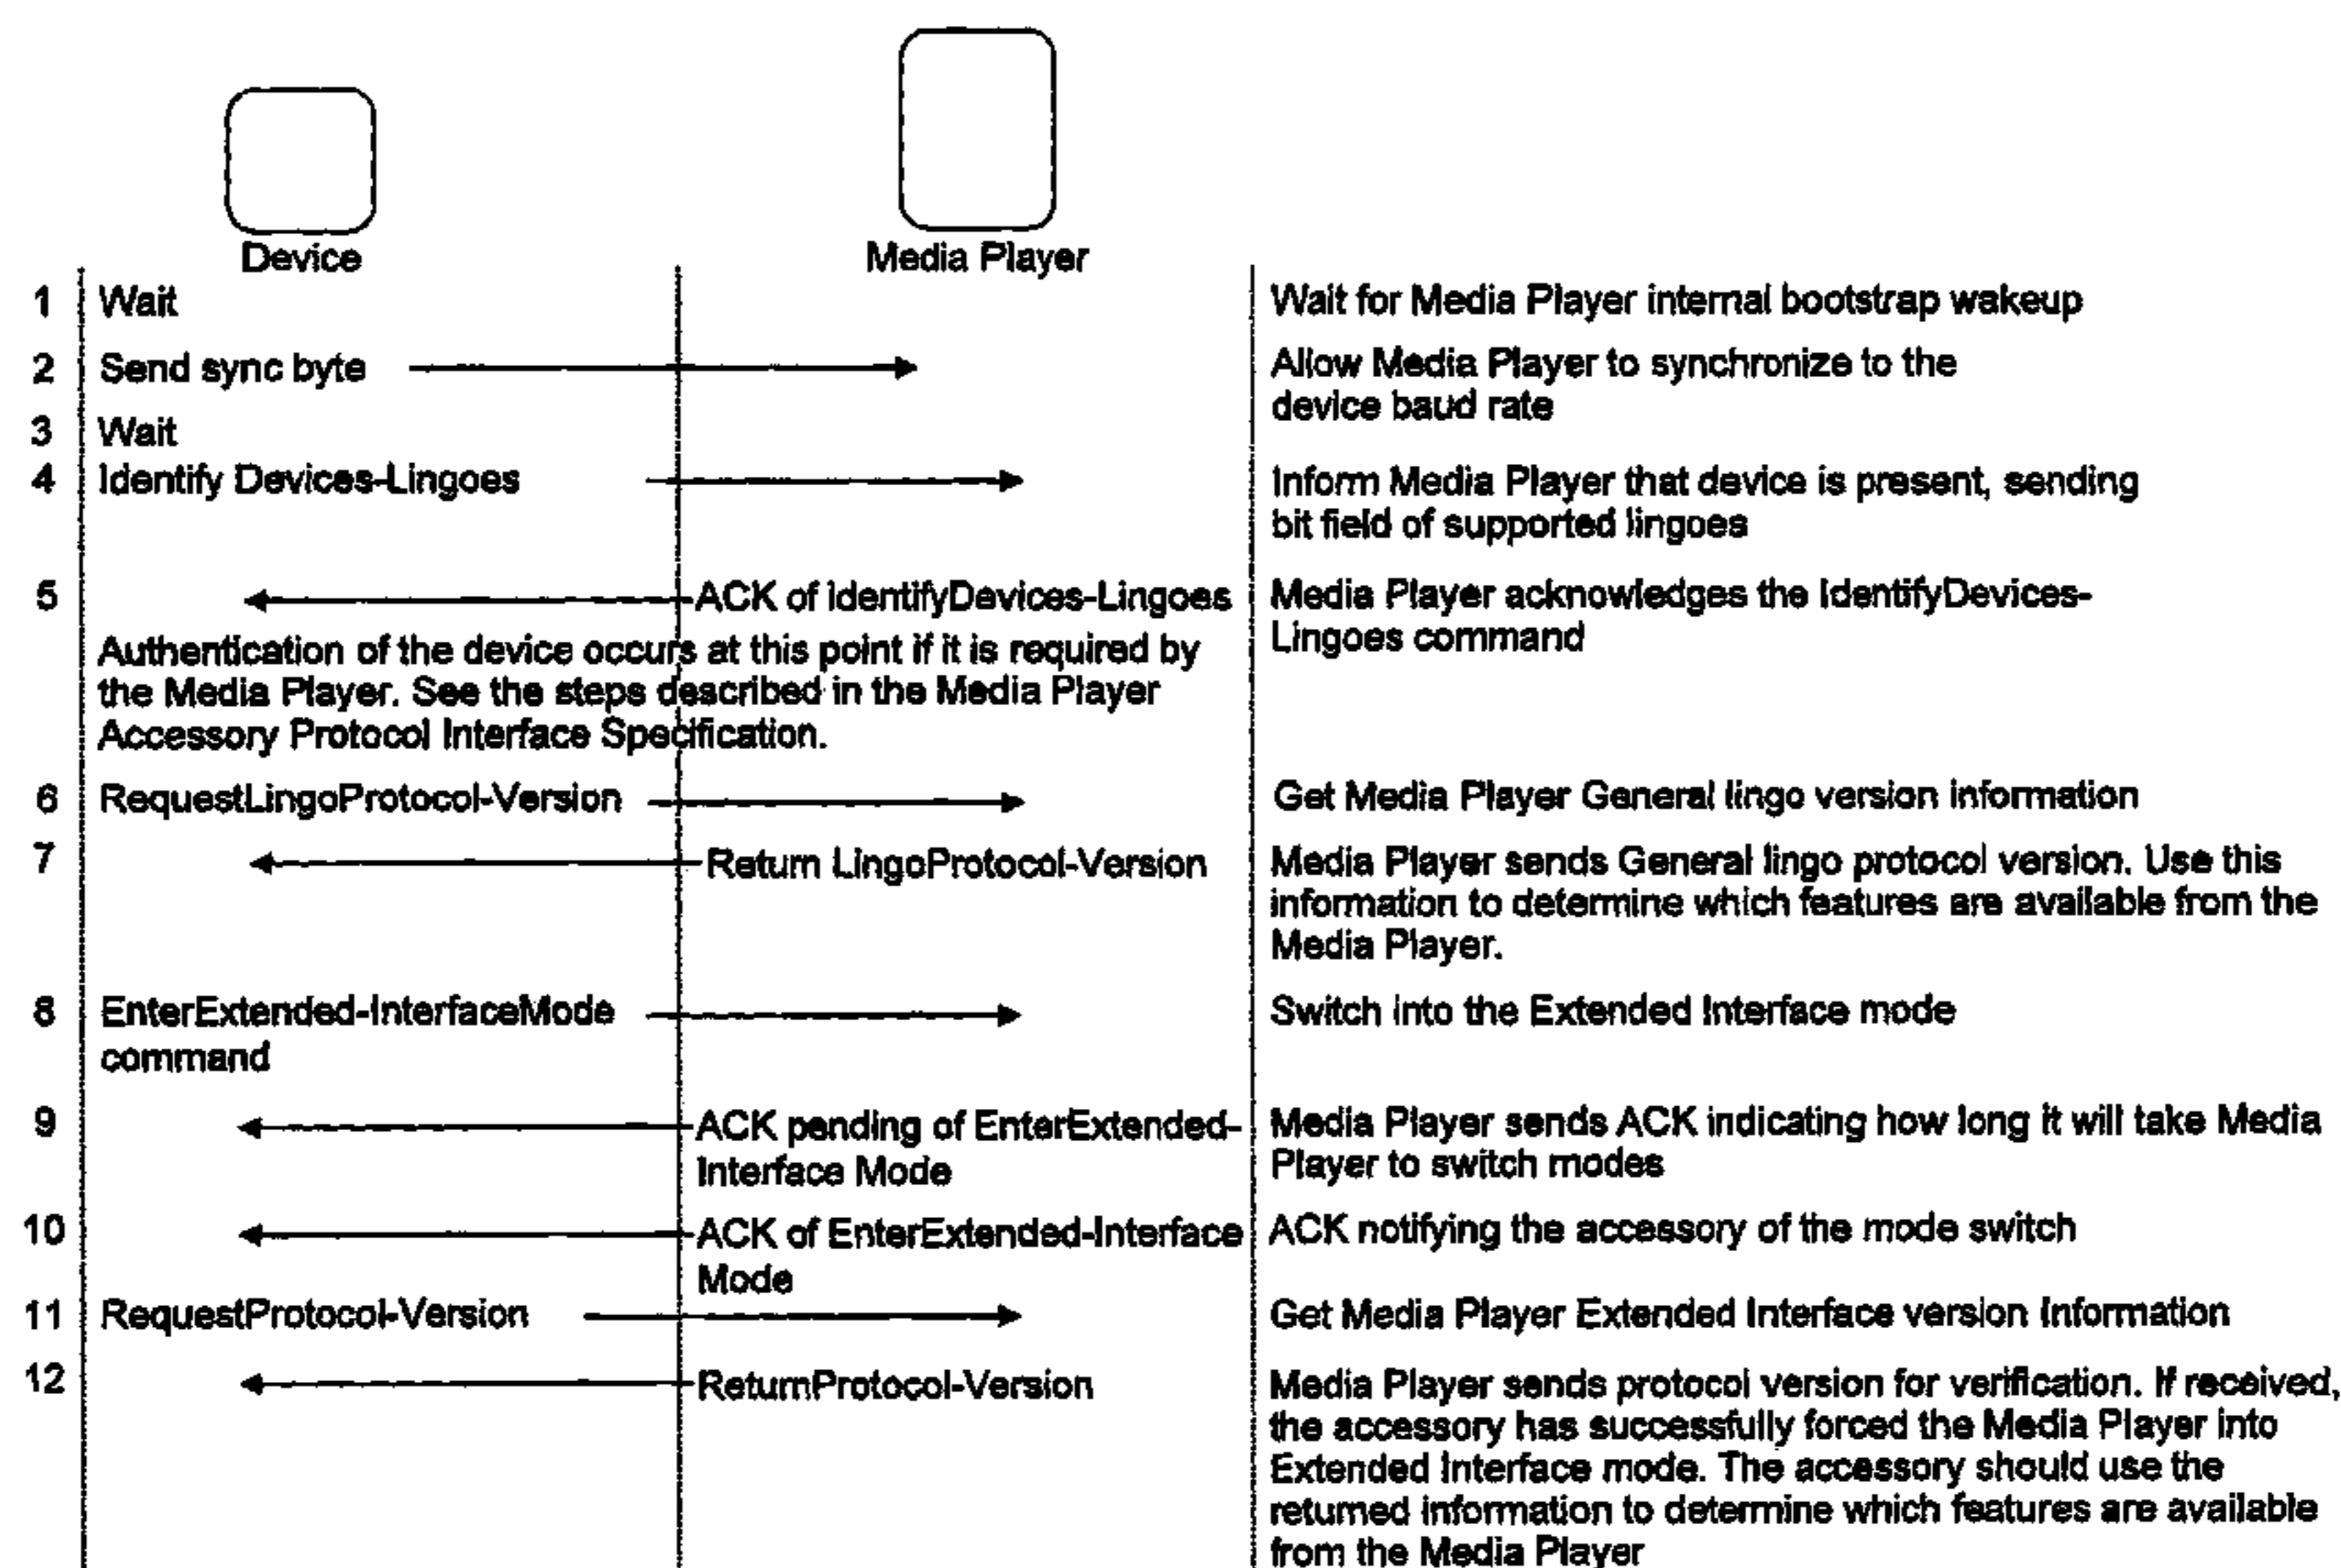 Device
Media Player
1 Wait Wait for Media Player internal bootstrap wakeup
2 Send sync byte Allow Media Player to synchronize to the
device baud rate
3 Wait
4 Identify Devices-Lingoes Inform Media Player that device is present, sending
bit field of supported lingoes
5 ACK of IdentifyDevices-Lingoes Media Player acknowledges the IdentifyDevices-
Lingoes command
Authentication of the device occurs at this point if it is required by
the Media Player. See the steps described in the Media Player
Accessory Protocol Interface Specification.
6 RequestLingoProtocol-Version Get Media Player General lingo version information
7 Return LingoProtocol-Version Media Player sends General lingo protocol version. Use this
information to determine which features are available from the
Media Player.
8 EnterExtended-InterfaceMode Switch into the Extended Interface mode
command
9 ACK pending of EnterExtended- Media Player sends ACK indicating how long it will take Media
Interface Mode Player to switch modes
10 ACK of EnterExtended-Interface ACK notifying the accessory of the mode switch
Mode
11 RequestProtocol-Version Get Media Player Extended Interface version Information
12 ReturnProtocol-Version Media Player sends protocol version for verification. If received,
the accessory has successfully forced the Media Player into
Extended Interface mode. The accessory should use the
returned information to determine which features are available
from the Media Player